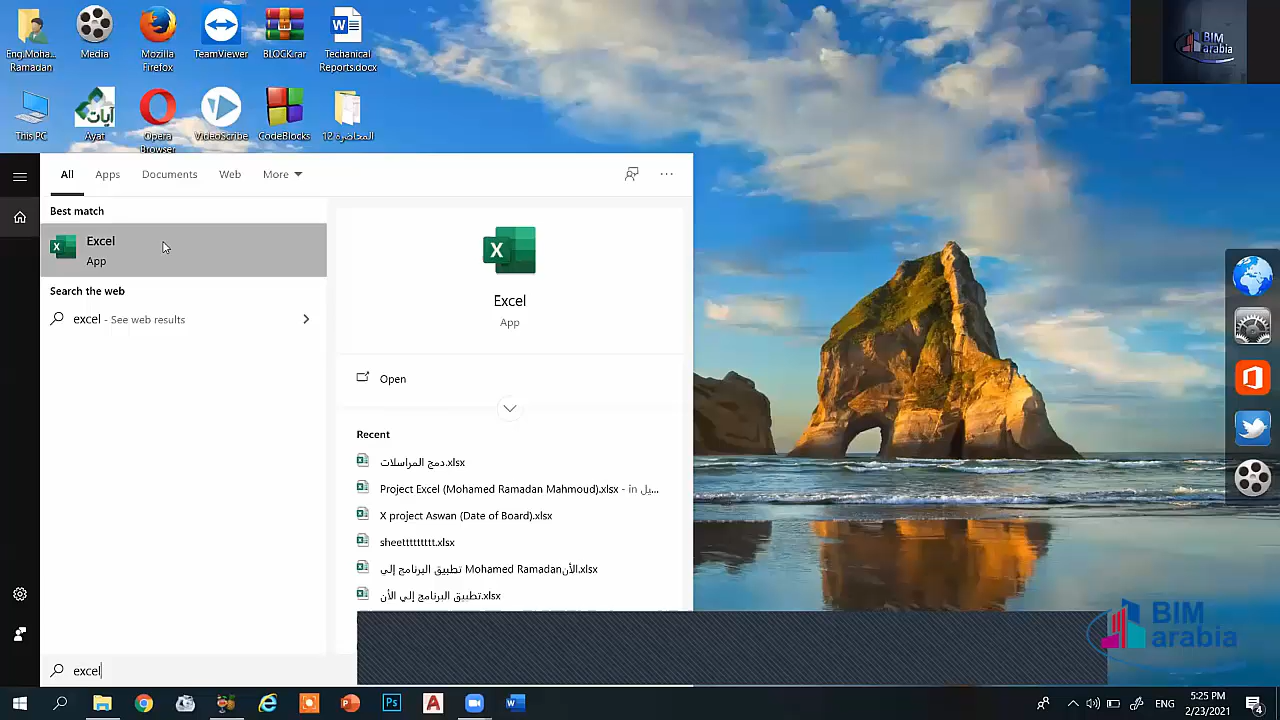 Eng.Moha...
Ramadan
Media
Mozilla
Firefox
TeamViewer
BLOCK.rar
Techanical
Reports.docx
This PC
Ayat
آيات
Opera
Browser
VideoScribe
CodeBlocks
المحاضرة 12
BIM
arabia
All
Apps
Documents
Web
More
Best match
Excel
App
Search the web
excel - See web results
Excel
App
Open
Recent
دمج المراسلات.xlsx
Project Excel (Mohamed Ramadan Mahmoud).xlsx - in يل...
X project Aswan (Date of Board).xlsx
sheettttttttt.xlsx
تطبيق البرنامج إلي Mohamed Ramadanالأن.xlsx
تطبيق البرنامج إلي الأن.xlsx
BIM
arabia
excel
ENG
5:25 PM
2/23/2021